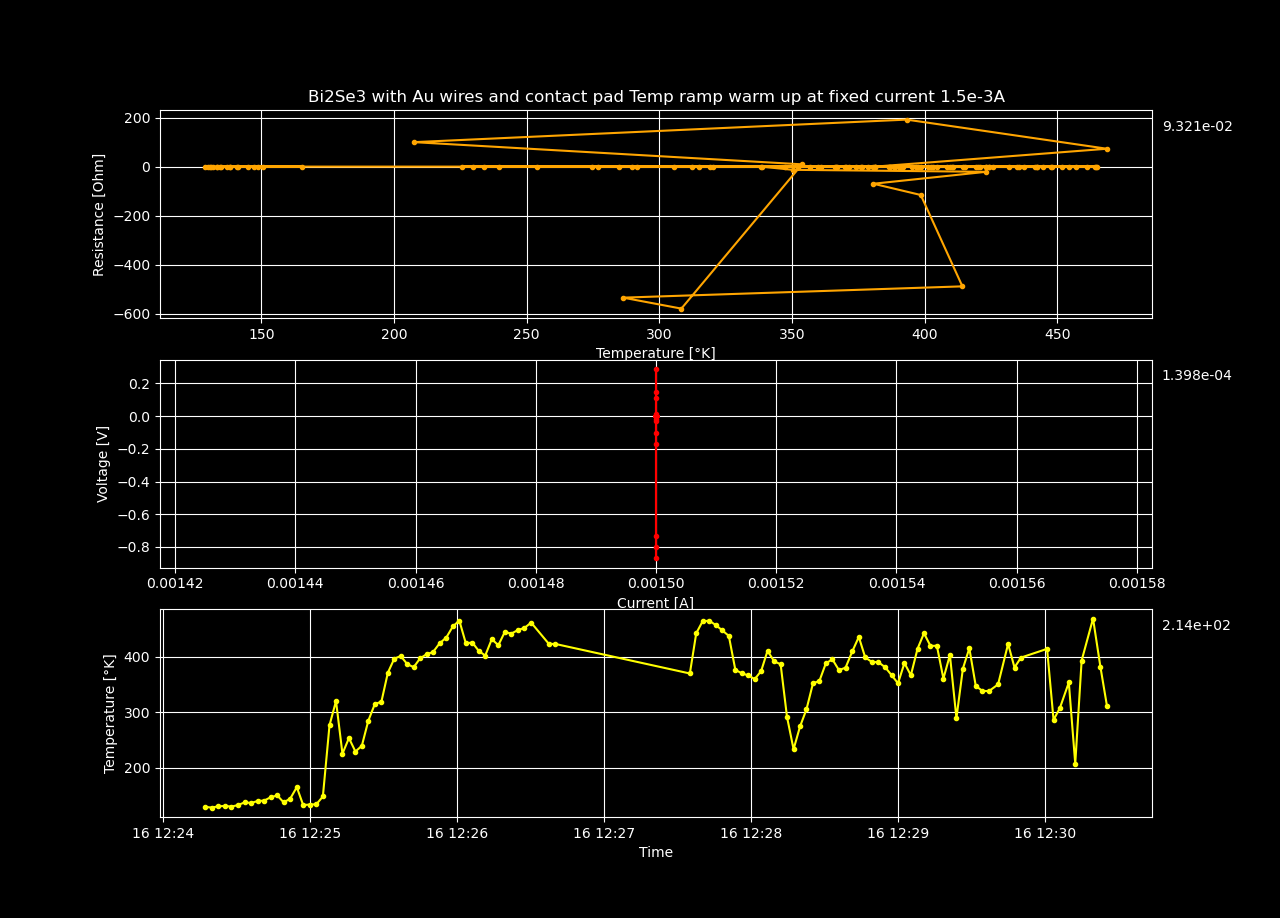 Bi2Se3 with Au wires and contact pad Temp ramp warm up at fixed current 1.5e-3A
9.321e-02
Resistance [Ohm]
200
0
−200
−400
−600
150 200 250 300 350 400 450
Temperature [°K]
1.398e-04
Voltage [V]
0.2
0.0
−0.2
−0.4
−0.6
−0.8
0.00142 0.00144 0.00146 0.00148 0.00150 0.00152 0.00154 0.00156 0.00158
Current [A]
2.14e+02
Temperature [°K]
400
300
200
16 12:24 16 12:25 16 12:26 16 12:27 16 12:28 16 12:29 16 12:30
Time